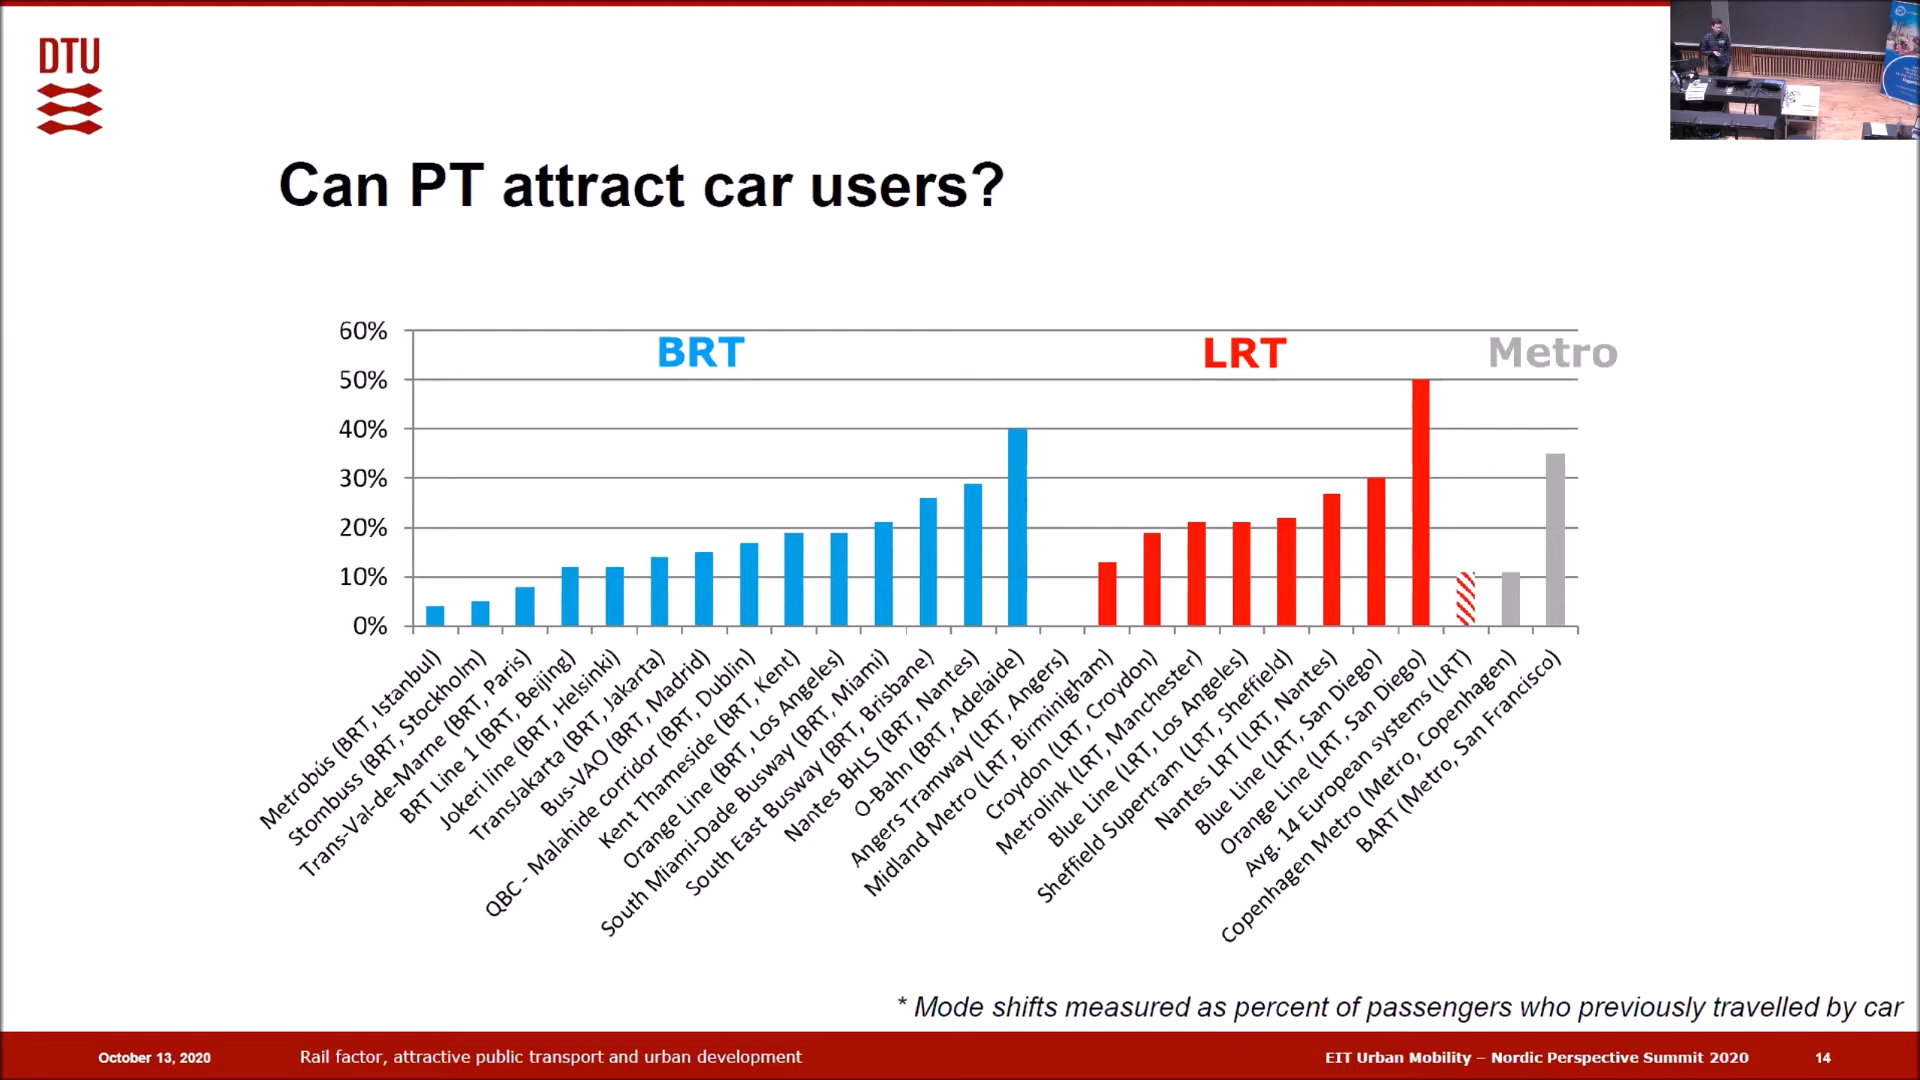 DTU
Can PT attract car users?
60%
50%
40%
30%
20%
10%
0%
BRT
LRT
Metro
Metrobús (BRT, Istanbul)
Stombuss (BRT, Stockholm)
Trans-Val-de-Marne (BRT, Paris)
BRT Line 1 (BRT, Beijing)
Jokeri line (BRT, Helsinki)
TransJakarta (BRT, Jakarta)
Bus-VAO (BRT, Madrid)
QBC - Malahide corridor (BRT, Dublin)
Kent Thameside (BRT, Kent)
Orange Line (BRT, Los Angeles)
South Miami-Dade Busway (BRT, Miami)
South East Busway (BRT, Brisbane)
Nantes BHLS (BRT, Nantes)
O-Bahn (BRT, Adelaide)
Angers Tramway (LRT, Angers)
Midland Metro (LRT, Birminigham)
Croydon (LRT, Croydon)
Metrolink (LRT, Manchester)
Blue Line (LRT, Los Angeles)
Sheffield Supertram (LRT, Sheffield)
Nantes LRT (LRT, Nantes)
Blue Line (LRT, San Diego)
Orange Line (LRT, San Diego)
Avg. 14 European systems (LRT)
Copenhagen Metro (Metro, Copenhagen)
BART (Metro, San Francisco)
* Mode shifts measured as percent of passengers who previously travelled by car
October 13, 2020
Rail factor, attractive public transport and urban development
EIT Urban Mobility – Nordic Perspective Summit 2020
14